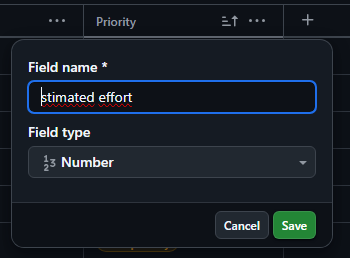 Priority
Field name *
stimated effort
Field type
Number
Cancel
Save